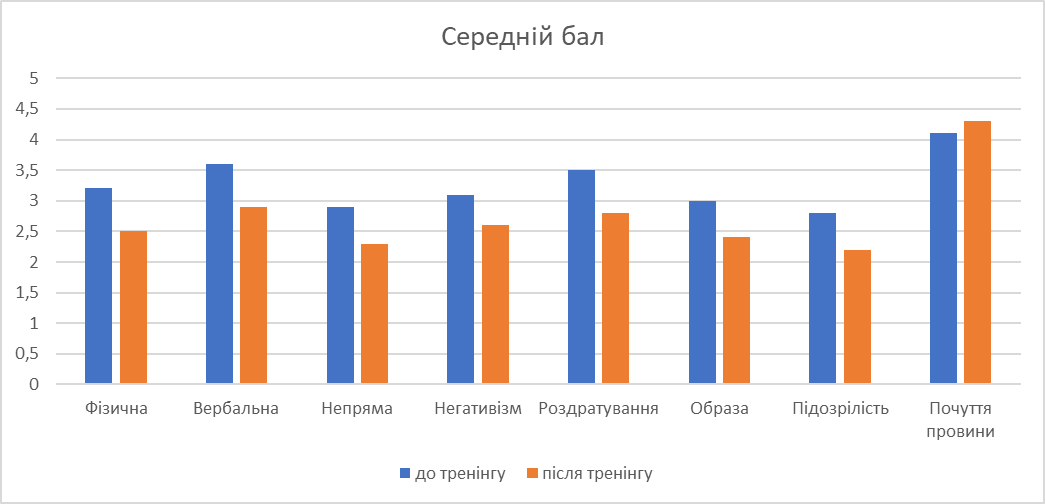 Середній бал
5
4,5
4
3,5
3
2,5
2
1,5
1
0,5
0
Фізична Вербальна Непряма Негативізм Роздратування Образа Підозрілість Почуття
провини
до тренінгу після тренінгу